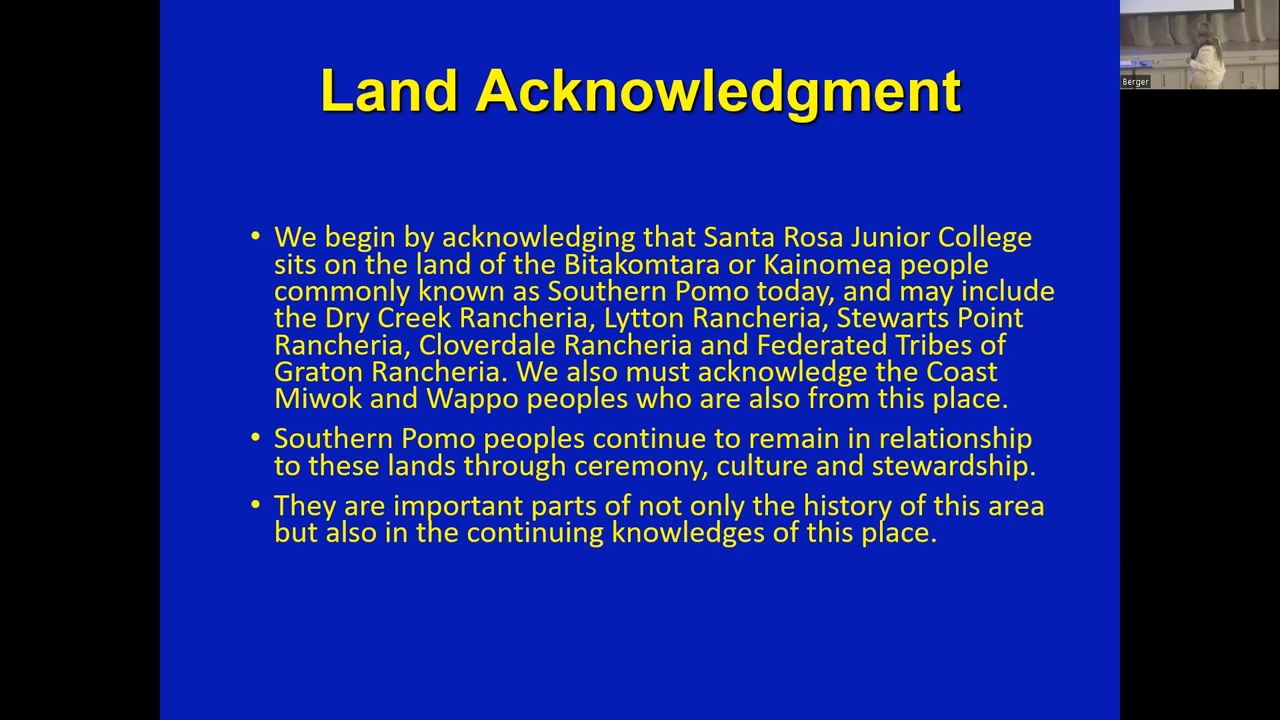 Land Acknowledgment
Berger
• We begin by acknowledging that Santa Rosa Junior College
sits on the land of the Bitakomtara or Kainomea people
commonly known as Southern Pomo today, and may include
the Dry Creek Rancheria, Lytton Rancheria, Stewarts Point
Rancheria, Cloverdale Rancheria and Federated Tribes of
Graton Rancheria. We also must acknowledge the Coast
Miwok and Wappo peoples who are also from this place.
• Southern Pomo peoples continue to remain in relationship
to these lands through ceremony, culture and stewardship.
• They are important parts of not only the history of this area
but also in the continuing knowledges of this place.